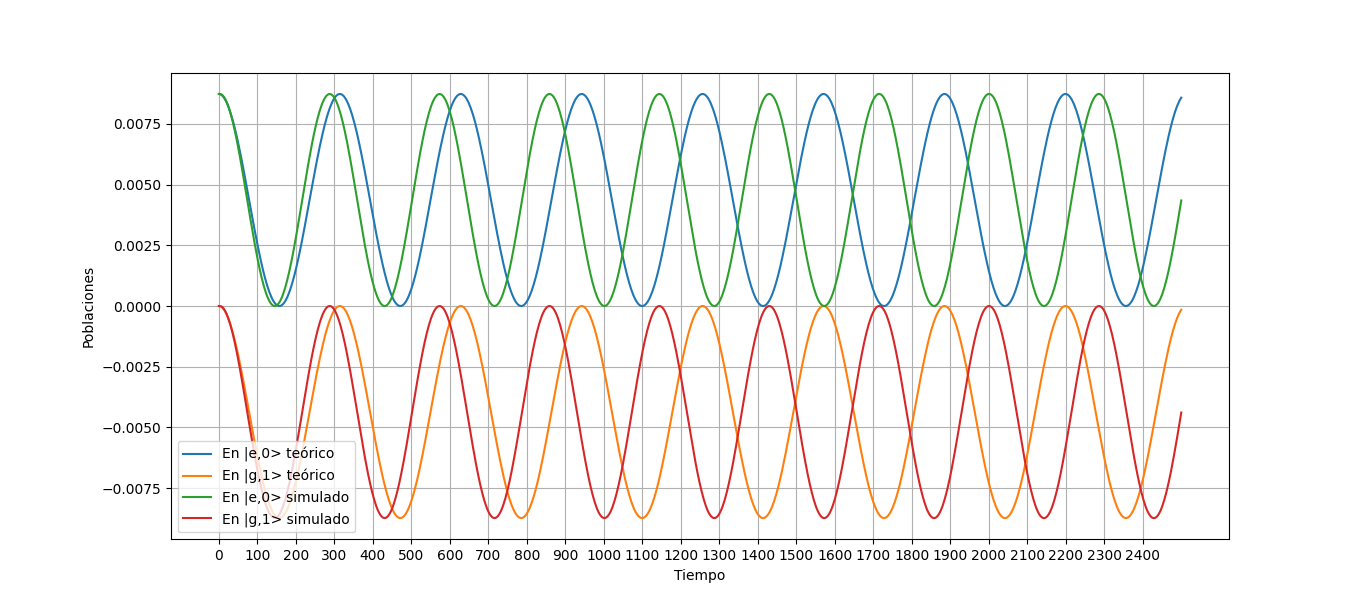 0.0075
0.0050
0.0025
0.0000
−0.0025
−0.0050
−0.0075
Poblaciones
En |e,0> teórico
En |g,1> teórico
En |e,0> simulado
En |g,1> simulado
0 100 200 300 400 500 600 700 800 900 1000 1100 1200 1300 1400 1500 1600 1700 1800 1900 2000 2100 2200 2300 2400
Tiempo